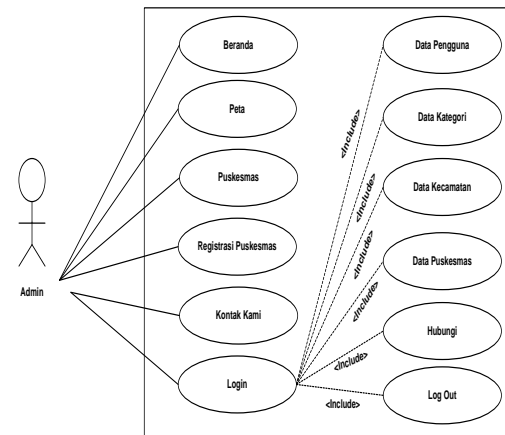 Beranda
Peta
Puskesmas
Registrasi Puskesmas
Kontak Kami
Login
Admin
Data Pengguna
Data Kategori
Data Kecamatan
Data Puskesmas
Hubungi
Log Out
<Include>
<Include>
<Include>
<Include>
<Include>
<Include>